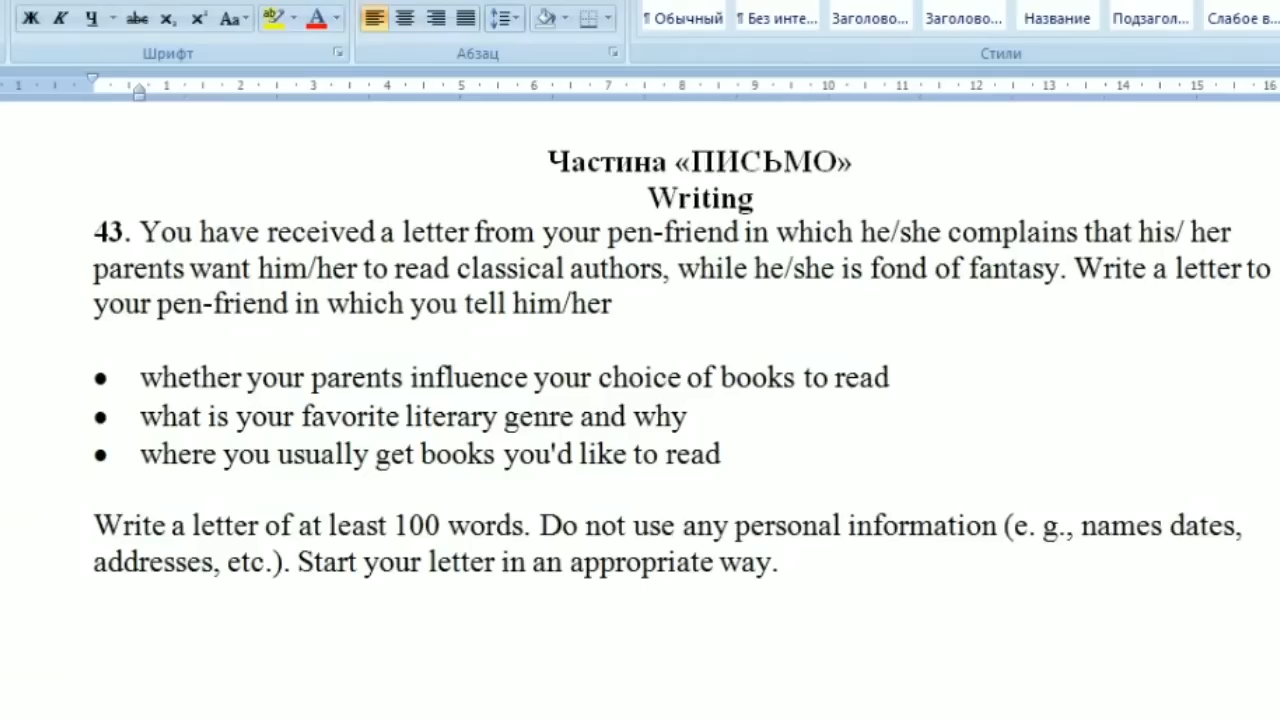 Ж К Ч abc x₂ x² Aa ab A
¶ Обычный ¶ Без инте... Заголово... Заголово... Название Подзагол... Слабое в...
Шрифт Абзац Стили
1 1 2 3 4 5 6 7 8 9 10 11 12 13 14 15 16
Частина «ПИСЬМО»
Writing
43. You have received a letter from your pen-friend in which he/she complains that his/ her
parents want him/her to read classical authors, while he/she is fond of fantasy. Write a letter to
your pen-friend in which you tell him/her
• whether your parents influence your choice of books to read
• what is your favorite literary genre and why
• where you usually get books you'd like to read
Write a letter of at least 100 words. Do not use any personal information (e. g., names dates,
addresses, etc.). Start your letter in an appropriate way.